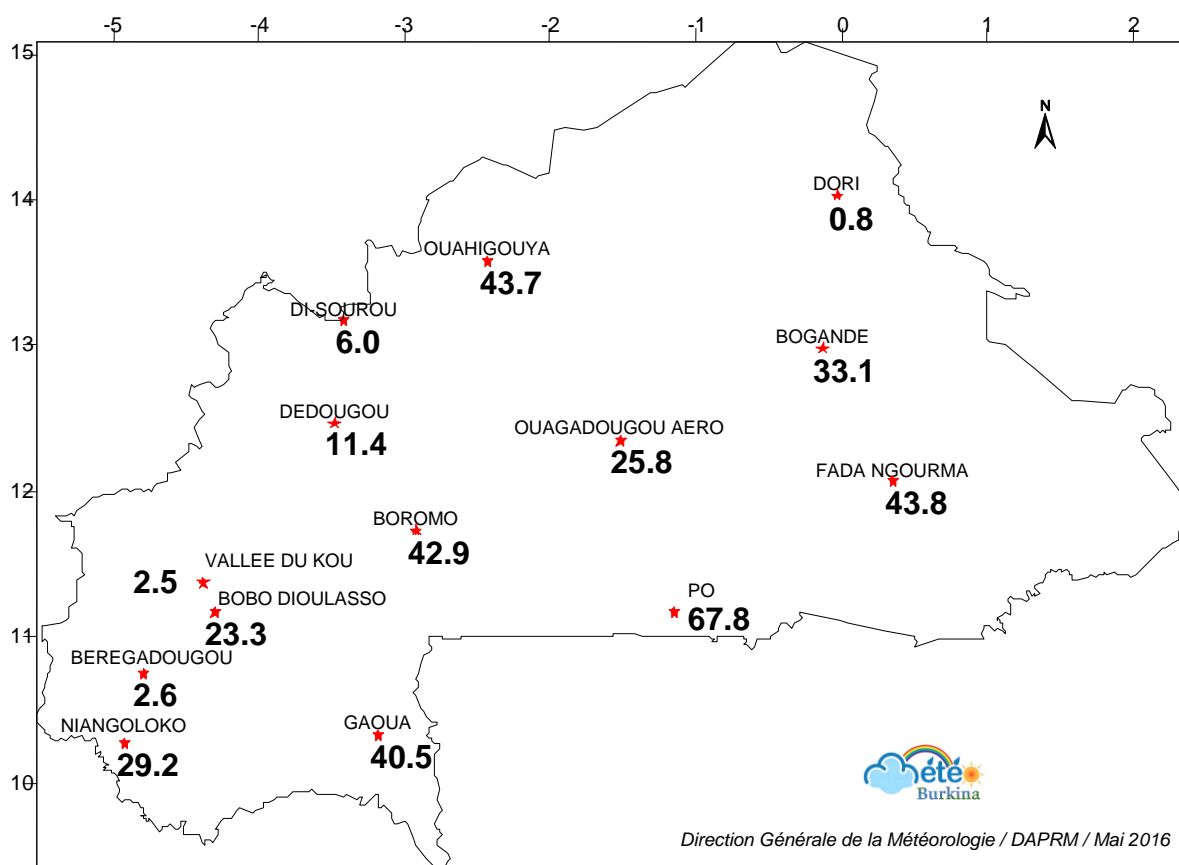 -5 -4 -3 -2 -1 0 1 2
15
N
14
DORI
0.8
OUAHIGOUYA
43.7
DI-SOUROU
6.0
13
BOGANDE
33.1
DEDOUGOU
11.4
OUAGADOUGOU AERO
25.8
FADA NGOURMA
43.8
12
BOROMO
42.9
VALLEE DU KOU
2.5
BOBO DIOULASSO
23.3
PO
67.8
11
BEREGADOUGOU
2.6
NIANGOLOKO
29.2
GAOUA
40.5
10
Météo
Burkina
Direction Générale de la Météorologie / DAPRM / Mai 2016